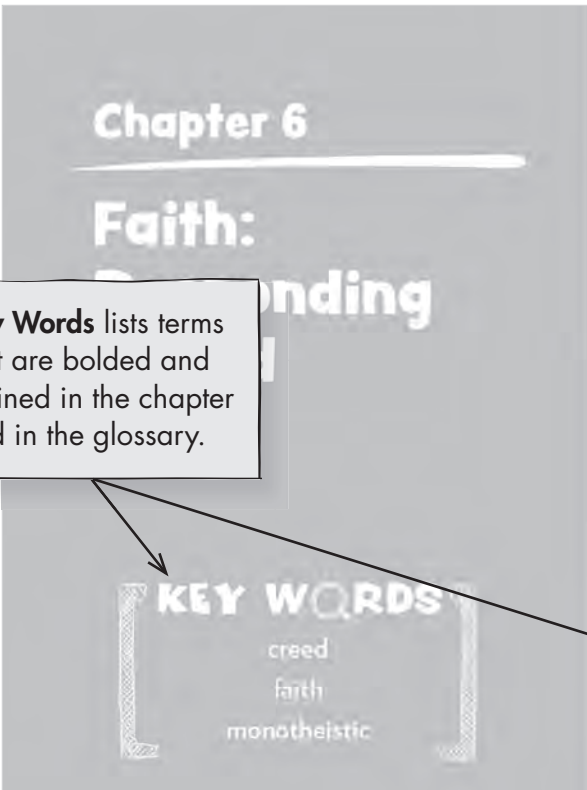 Chapter 6
Faith:
nding
Words lists terms
are bolded and
ined in the chapter
in the glossary.
KEY WORDS
creed
faith
monotheistic